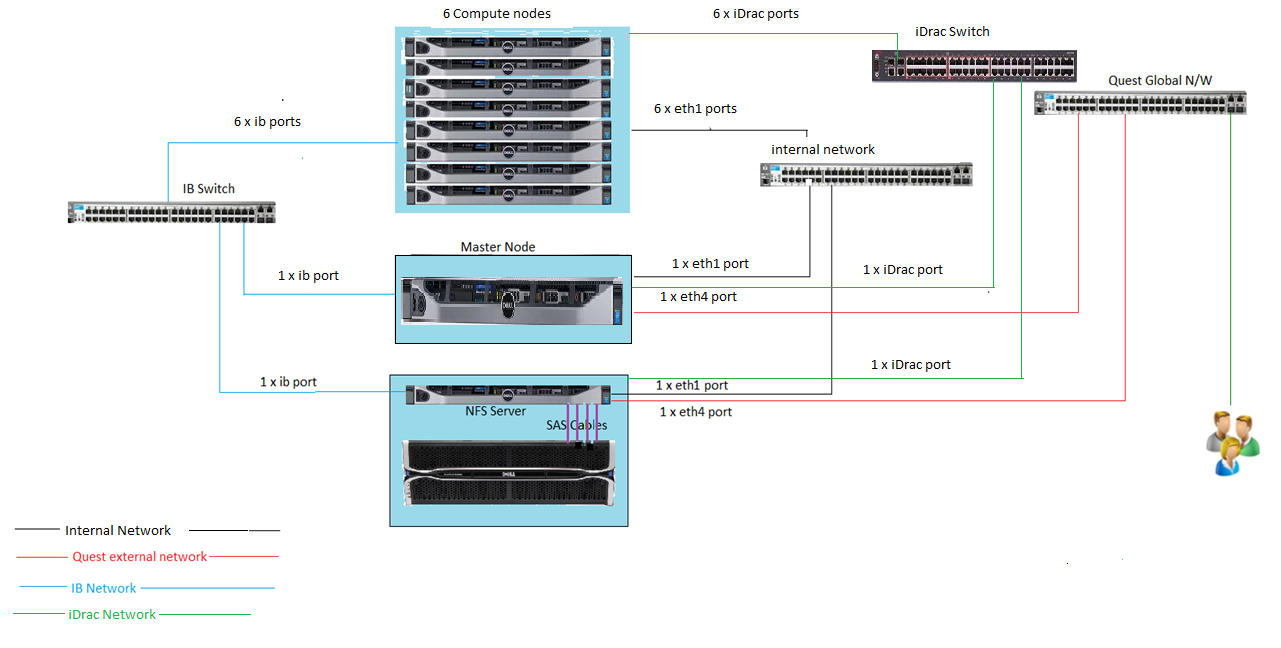 6 Compute nodes
6 x iDrac ports
iDrac Switch
Quest Global N/W
6 x ib ports
6 x eth1 ports
internal network
IB Switch
Master Node
1 x ib port
1 x eth1 port
1 x iDrac port
1 x eth4 port
1 x ib port
1 x iDrac port
1 x eth1 port
NFS Server
1 x eth4 port
SAS Cables
DELL
Internal Network
Quest external network
IB Network
iDrac Network